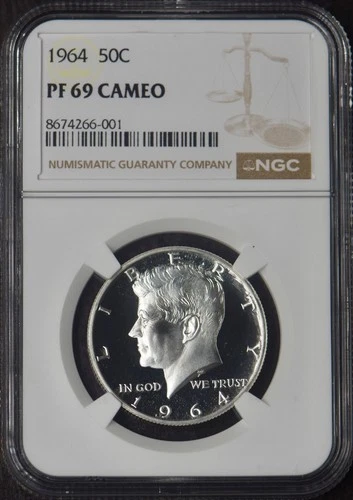 1964 50C
PF 69 CAMEO
8674266-001
NUMISMATIC GUARANTY COMPANY NGC
LIBERTY
IN GOD WE TRUST
1964